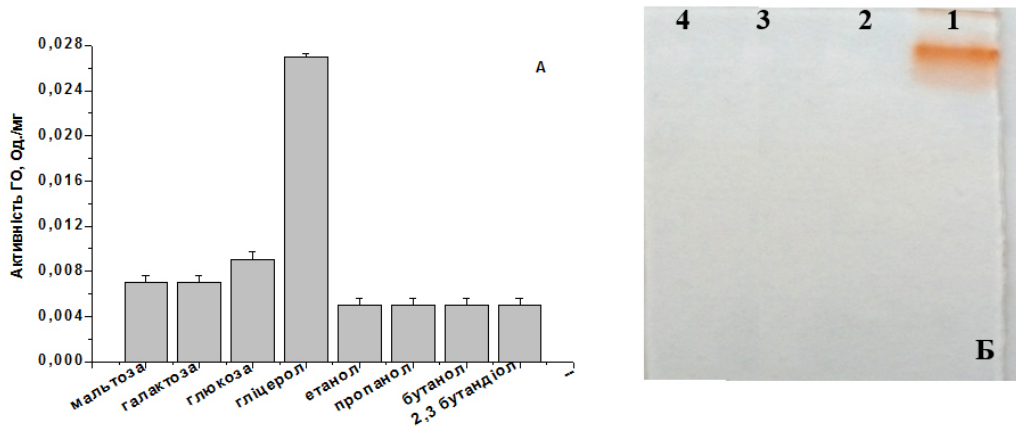 0,028
0,024
0,020
0,016
0,012
0,008
0,004
0,000
Активність ГО, Од./мг
А
мальтоза
галактоза
глюкоза
гліцерол
етанол
пропанол
бутанол
2,3 бутандіол
--
4 3 2 1
Б